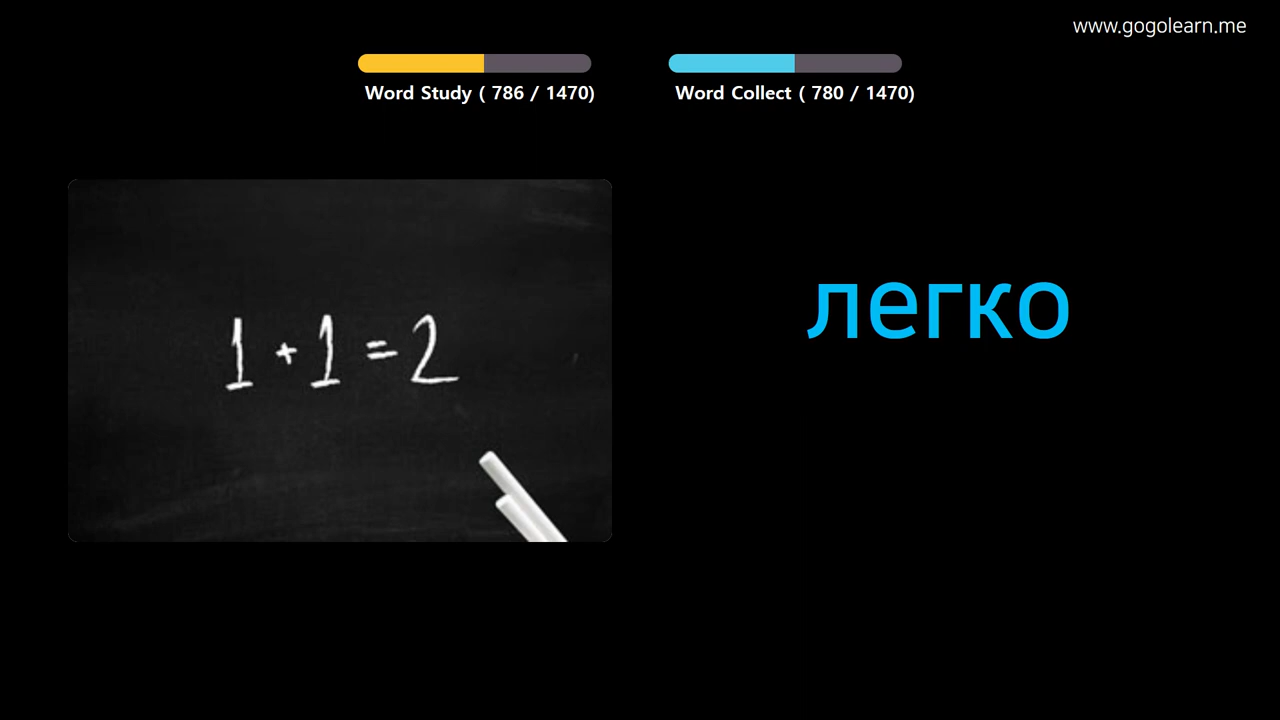 www.gogolearn.me
Word Study ( 786 / 1470)
Word Collect ( 780 / 1470)
1 + 1 = 2
легко